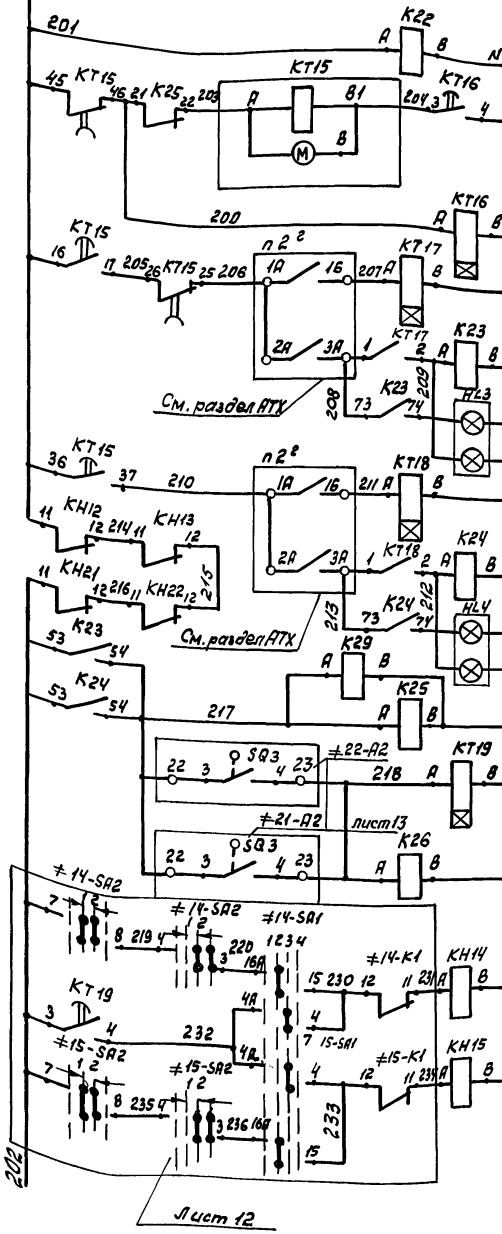 201 A K22 B N
45 KT15 46 21 K25 22 203 A KT15 B1 204 3 KT16 4
M B
200 A KT16 B
16 KT15 17 205 26 KT15 25 206
п 2²
1A 1Б 207 A KT17 B
2A 3A 1 KT17 2 A K23 B
208 73 K23 74 209 HL3
См. раздел АТХ
36 KT15 37 210
п 2²
1A 1Б 211 A KT18 B
11 KH12 12 214 11 KH13 12 215
2A 3A 1 KT18 2 A K24 B
11 KH21 12 216 11 KH22 12
213 73 K24 74 212 HL4
См. раздел АТХ
53 K23 54
A K29 B
53 K24 54 217 A K25 B
≠22-A2
22 3 SQ3 4 23 218 A KT19 B
≠21-A2 лист 13
22 3 SQ3 4 23 A K26 B
≠14-SA2 ≠14-SA2 ≠14-SA1
7 1 2 8 219 4 1 2 3 220 16A 1 2 3 4 15 230 12 ≠14-K1 11 231 A KH14 B
3 KT19 4 232 4A 4 7 15-SA1
≠15-SA2 ≠15-SA2 4A
7 1 2 8 235 4 1 2 3 236 16A 4 12 ≠15-K1 11 234 A KH15 B
15 233
202
Лист 12